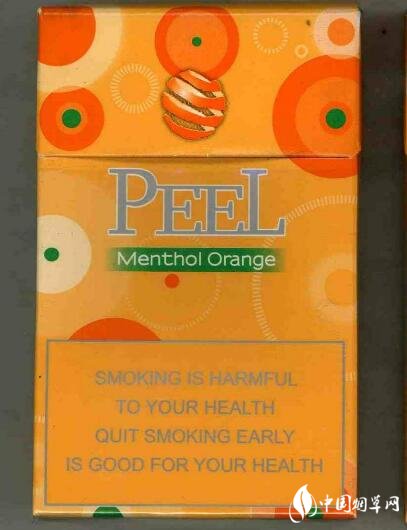 PEEL
Menthol Orange
SMOKING IS HARMFUL
TO YOUR HEALTH
QUIT SMOKING EARLY
IS GOOD FOR YOUR HEALTH
中国烟草网